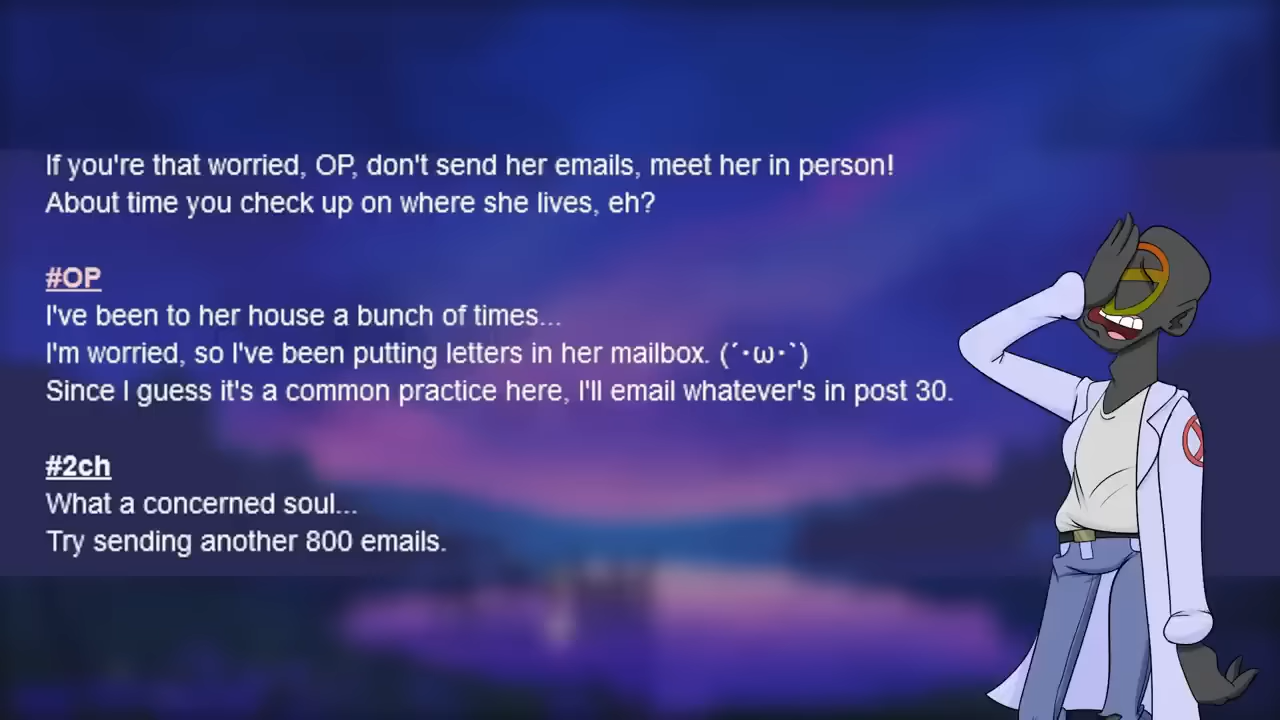 If you're that worried, OP, don't send her emails, meet her in person!
About time you check up on where she lives, eh?
#OP
I've been to her house a bunch of times...
I'm worried, so I've been putting letters in her mailbox. (´･ω･`)
Since I guess it's a common practice here, I'll email whatever's in post 30.
#2ch
What a concerned soul...
Try sending another 800 emails.